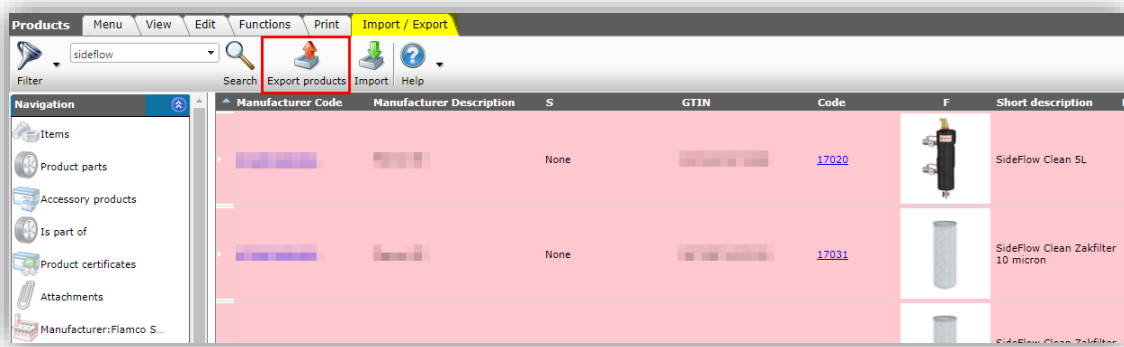 Products Menu View Edit Functions Print Import / Export
sideflow
Filter Search Export products Import Help
Navigation Manufacturer Code Manufacturer Description S GTIN Code F Short description
Items
Product parts None 17020 SideFlow Clean 5L
Accessory products
Is part of
Product certificates None 17031 SideFlow Clean Zakfilter
10 micron
Attachments
Manufacturer:Flamco S...
SideFlow Clean Zakfilter